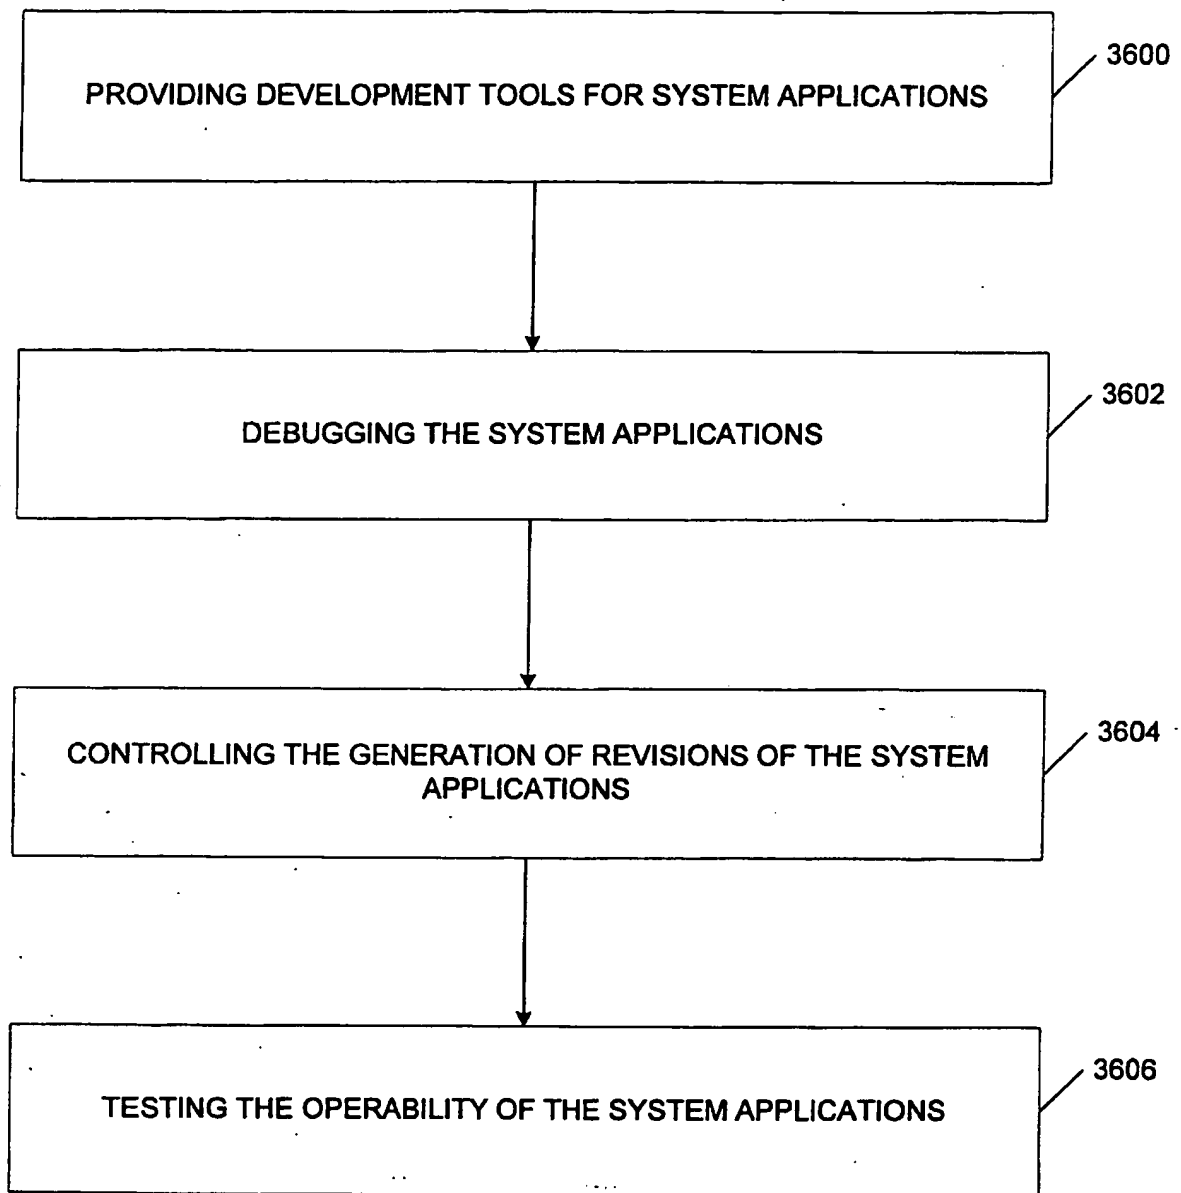 PROVIDING DEVELOPMENT TOOLS FOR SYSTEM APPLICATIONS
3600
DEBUGGING THE SYSTEM APPLICATIONS
3602
CONTROLLING THE GENERATION OF REVISIONS OF THE SYSTEM
APPLICATIONS
3604
TESTING THE OPERABILITY OF THE SYSTEM APPLICATIONS
3606